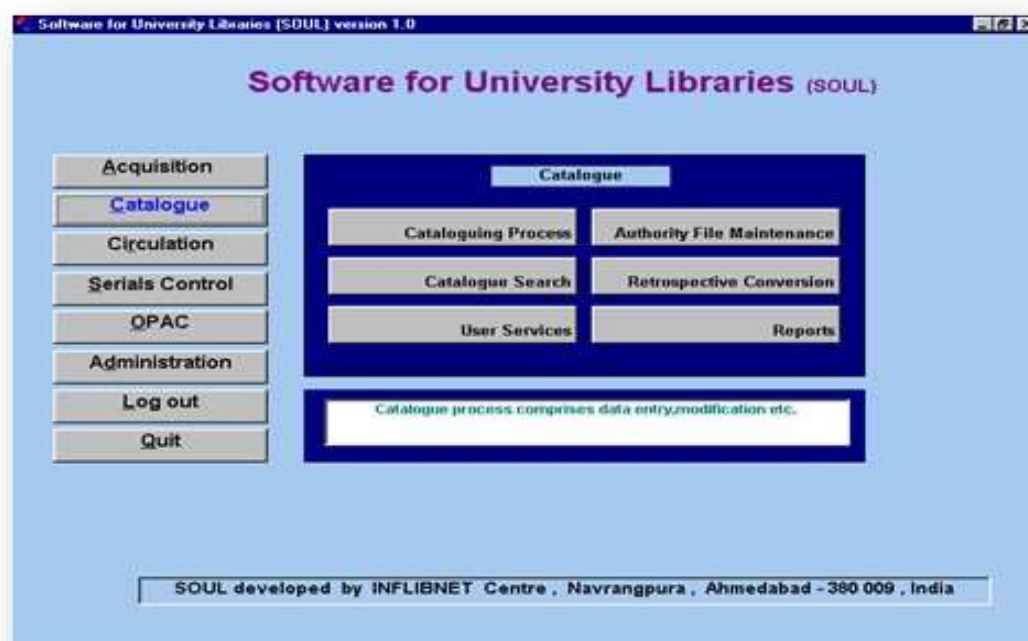 Software for University Libraries (SOUL) version 1.0
Software for University Libraries (SOUL)
Acquisition
Catalogue
Circulation
Serials Control
OPAC
Administration
Log out
Quit
Catalogue
Cataloguing Process
Authority File Maintenance
Catalogue Search
Retrospective Conversion
User Services
Reports
Catalogue process comprises data entry,modification etc.
SOUL developed by INFLIBNET Centre , Navrangpura , Ahmedabad - 380 009 , India